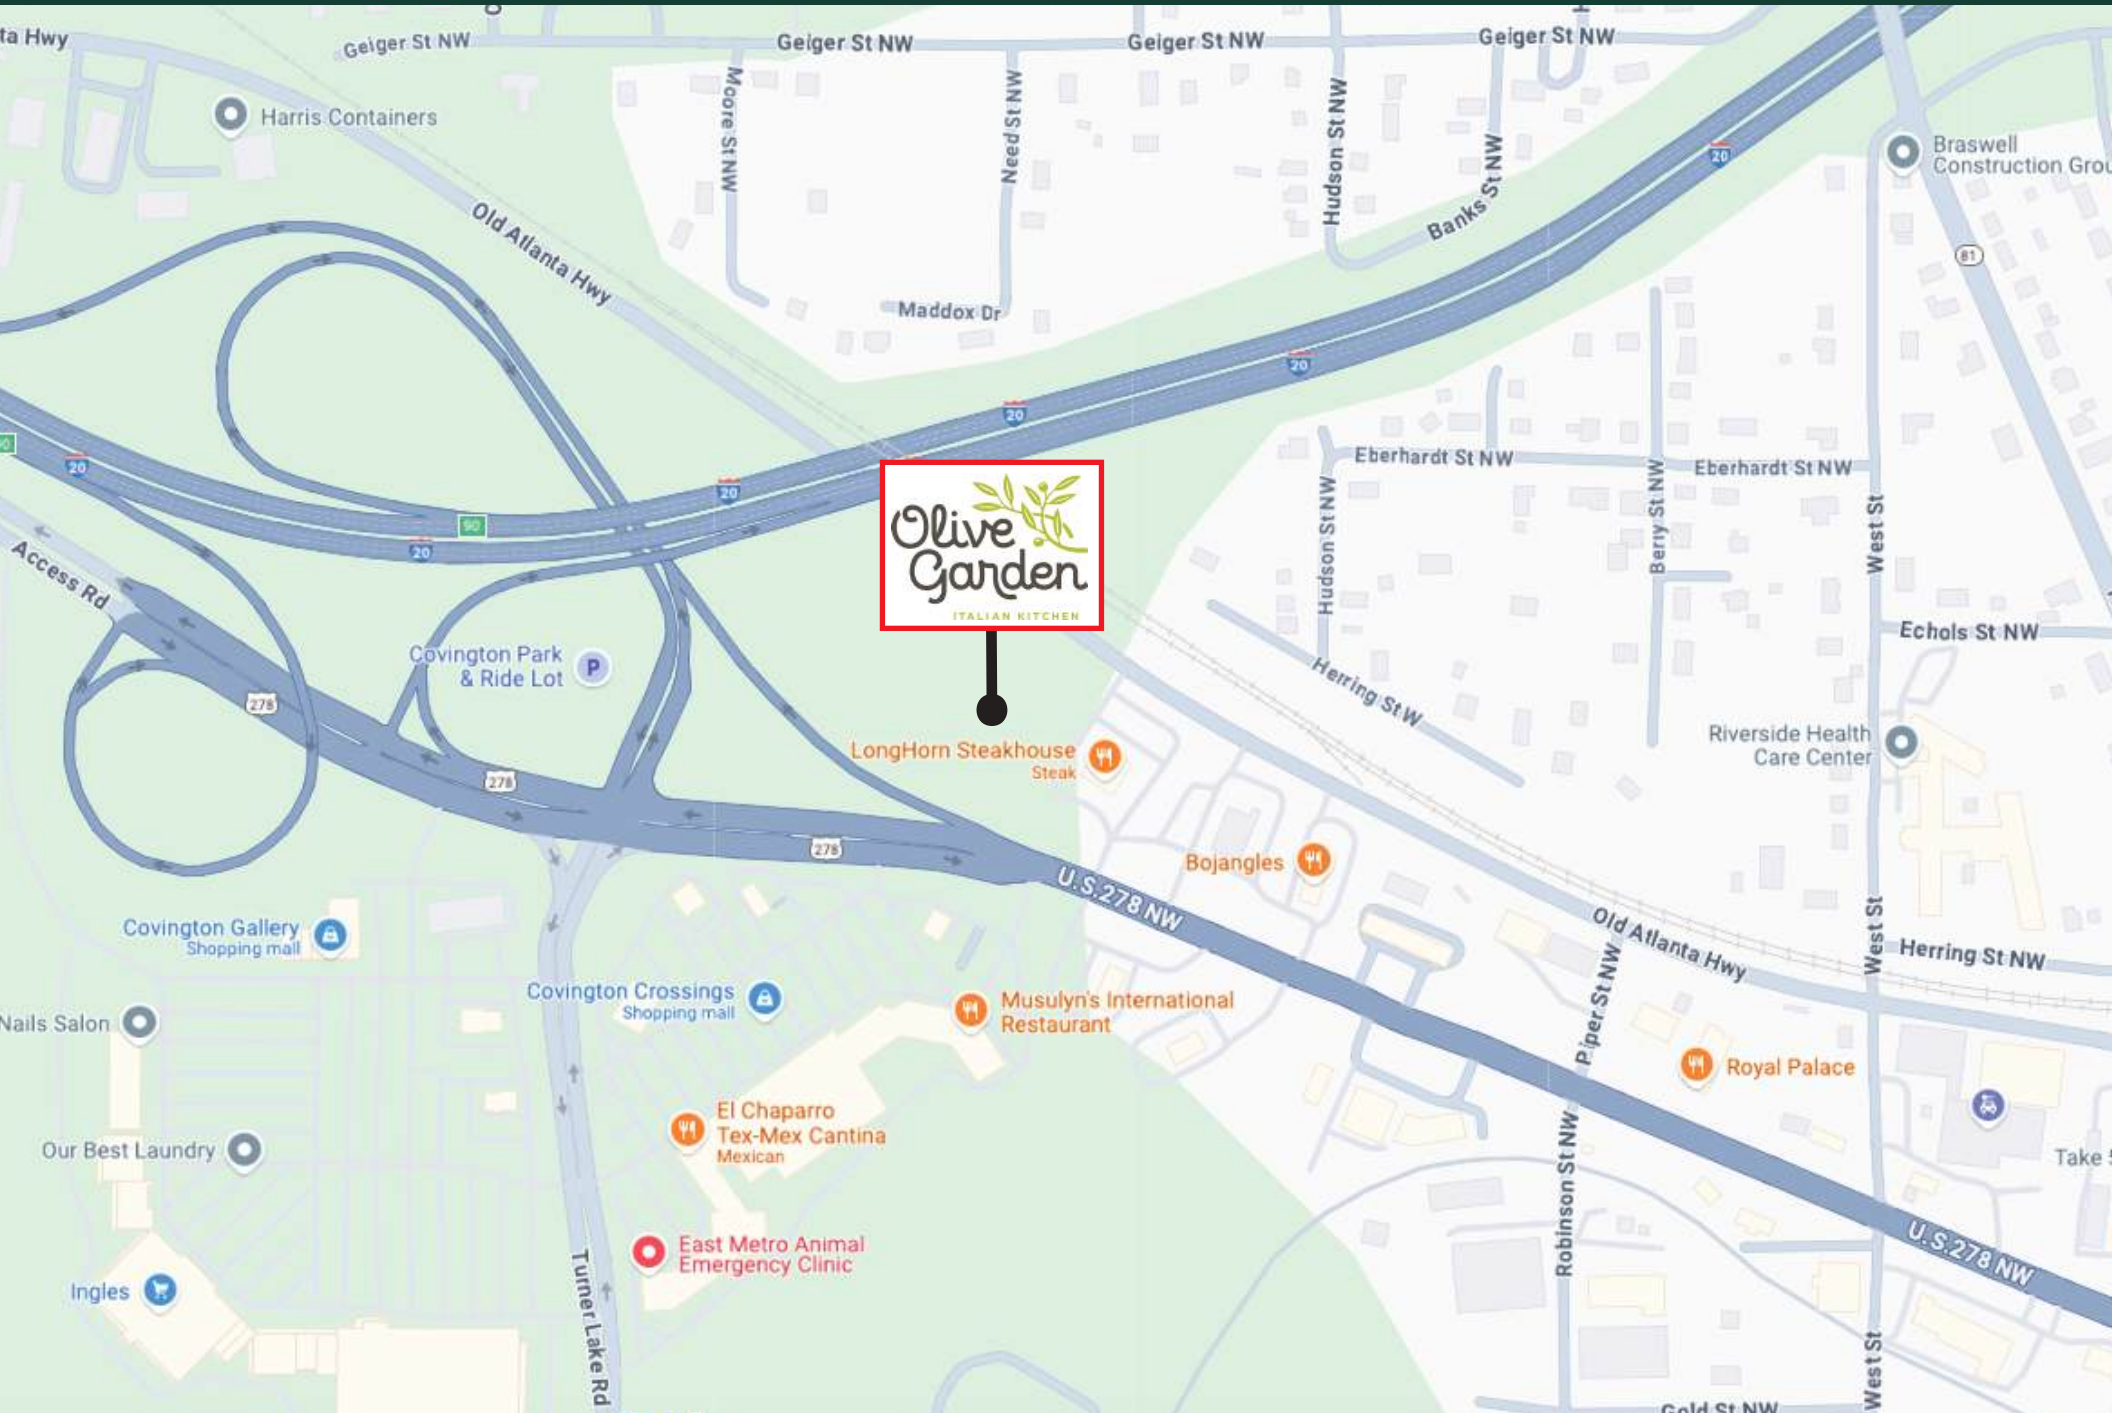 ta Hwy
Geiger St NW
Geiger St NW
Geiger St NW
Geiger St NW
Harris Containers
Moore St NW
Need St NW
Hudson St NW
Banks St NW
20
Braswell
Construction Grou
Old Atlanta Hwy
81
Maddox Dr
20
20
20
20
90
20
Olive
Garden
ITALIAN KITCHEN
Eberhardt St NW
Eberhardt St NW
Hudson St NW
Berry St NW
West St
Access Rd
Covington Park
& Ride Lot
P
Echols St NW
Herring St W
278
LongHorn Steakhouse
Steak
Riverside Health
Care Center
278
278
Bojangles
U.S.278 NW
Covington Gallery
Shopping mall
Old Atlanta Hwy
West St
Herring St NW
Piper St NW
Covington Crossings
Shopping mall
Musulyn's International
Restaurant
Nails Salon
Royal Palace
El Chaparro
Tex-Mex Cantina
Mexican
Our Best Laundry
Take
Robinson St NW
East Metro Animal
Emergency Clinic
U.S.278 NW
Ingles
Turner Lake Rd
West St
Gold St NW